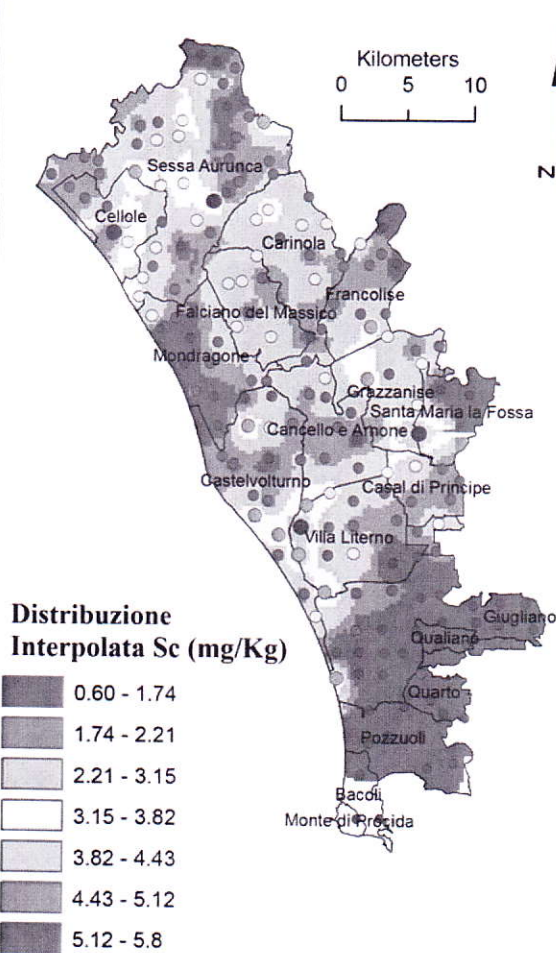 Kilometers
0 5 10
z
Sessa Aurunca
Cellole
Carinola
Francolise
Falciano del Massico
Mondragone
Grazzanise
Santa Maria la Fossa
Cancello e Arnone
Castelvolturno
Casal di Principe
Villa Literno
Distribuzione
Interpolata Sc (mg/Kg)
Giugliano
Qualiano
Quarto
Pozzuoli
Bacoli
Monte di Procida
0.60 - 1.74
1.74 - 2.21
2.21 - 3.15
3.15 - 3.82
3.82 - 4.43
4.43 - 5.12
5.12 - 5.8